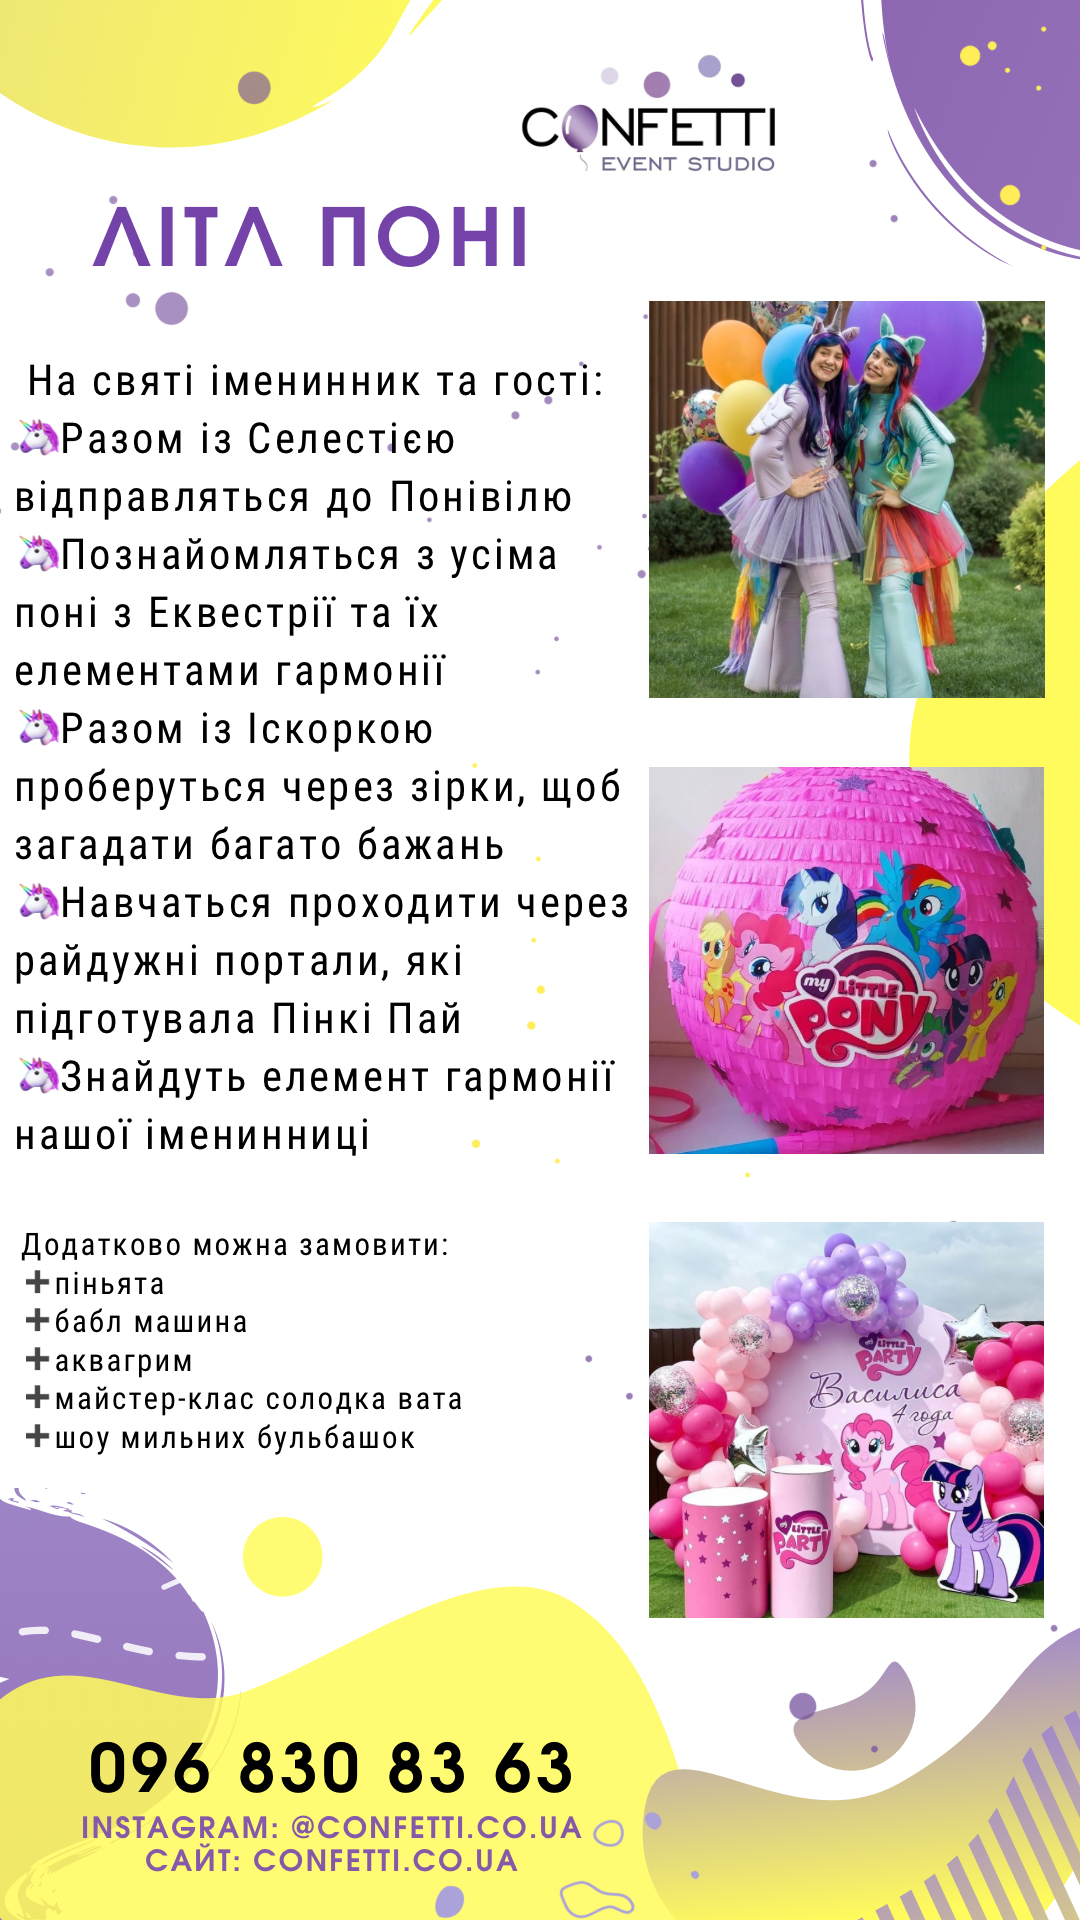 CONFETTI
EVENT STUDIO
ЛІТЛ ПОНІ
На святі іменинник та гості:
🦄Разом із Селестією
відправляться до Понівілю
🦄Познайомляться з усіма
поні з Еквестрії та їх
елементами гармонії
🦄Разом із Іскоркою
проберуться через зірки, щоб
загадати багато бажань
🦄Навчаться проходити через
райдужні портали, які
підготувала Пінкі Пай
🦄Знайдуть елемент гармонії
нашої іменинниці
my LITTLE
PONY
Додатково можна замовити:
➕піньята
➕бабл машина
➕аквагрим
➕майстер-клас солодка вата
➕шоу мильних бульбашок
my LITTLE
PARTY
Василиса
4 года
my LITTLE
PARTY
096 830 83 63
INSTAGRAM: @CONFETTI.CO.UA
САЙТ: CONFETTI.CO.UA